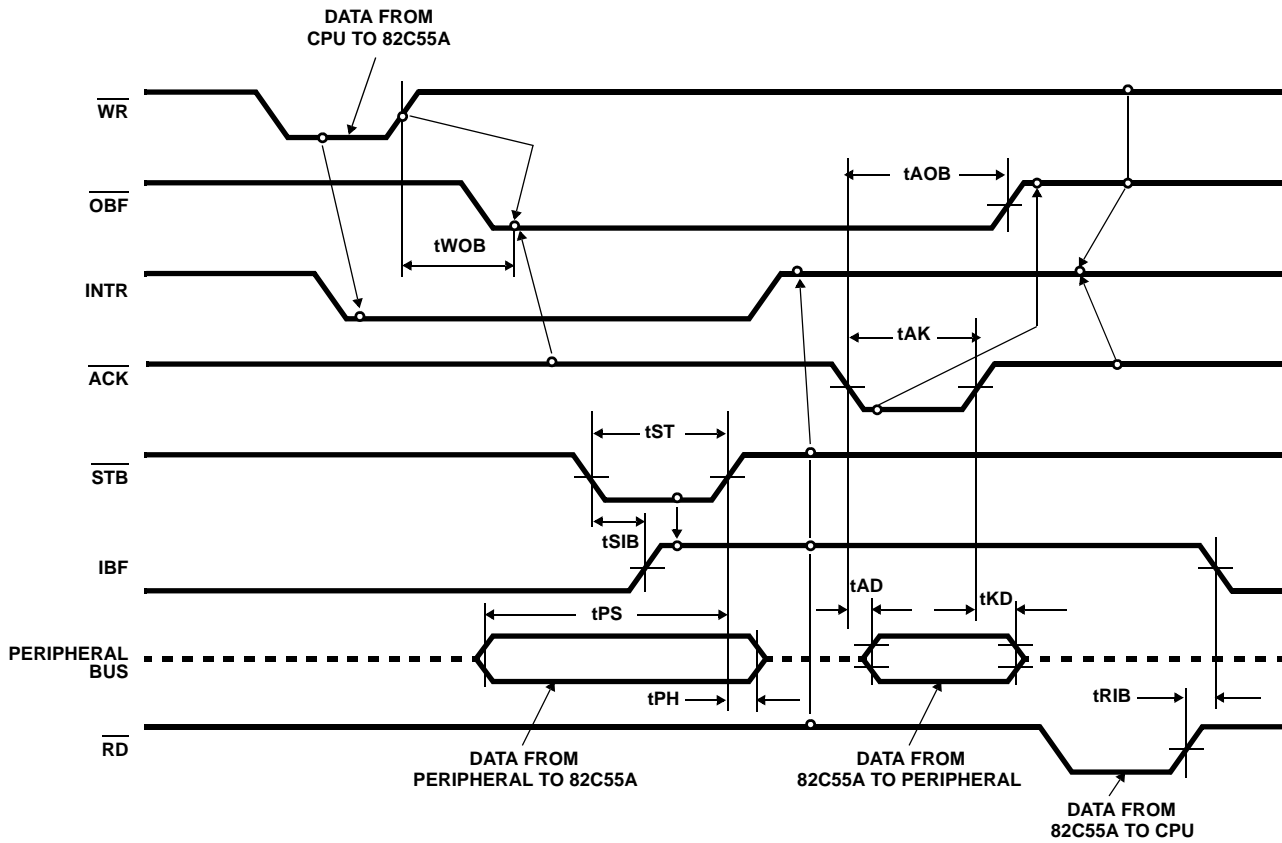 DATA FROM
CPU TO 82C55A
WR
tAOB
OBF
tWOB
INTR
tAK
ACK
tST
STB
tSIB
IBF
tAD
tKD
tPS
PERIPHERAL
BUS
tPH
tRIB
RD
DATA FROM
PERIPHERAL TO 82C55A
DATA FROM
82C55A TO PERIPHERAL
DATA FROM
82C55A TO CPU